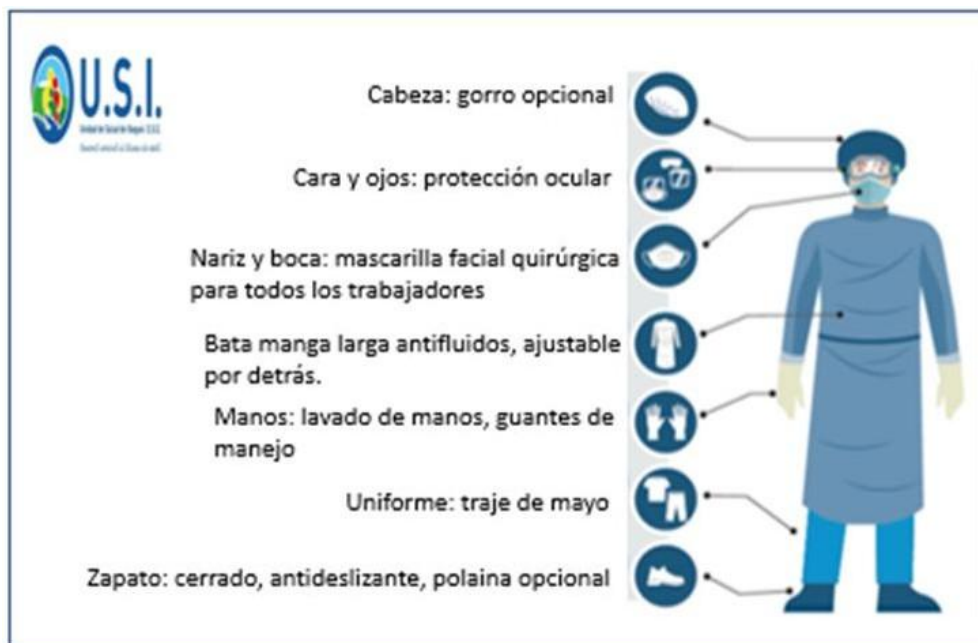 U.S.I.
Cabeza: gorro opcional
Cara y ojos: protección ocular
Nariz y boca: mascarilla facial quirúrgica
para todos los trabajadores
Bata manga larga antifluidos, ajustable
por detrás.
Manos: lavado de manos, guantes de
manejo
Uniforme: traje de mayo
Zapato: cerrado, antideslizante, polaina opcional